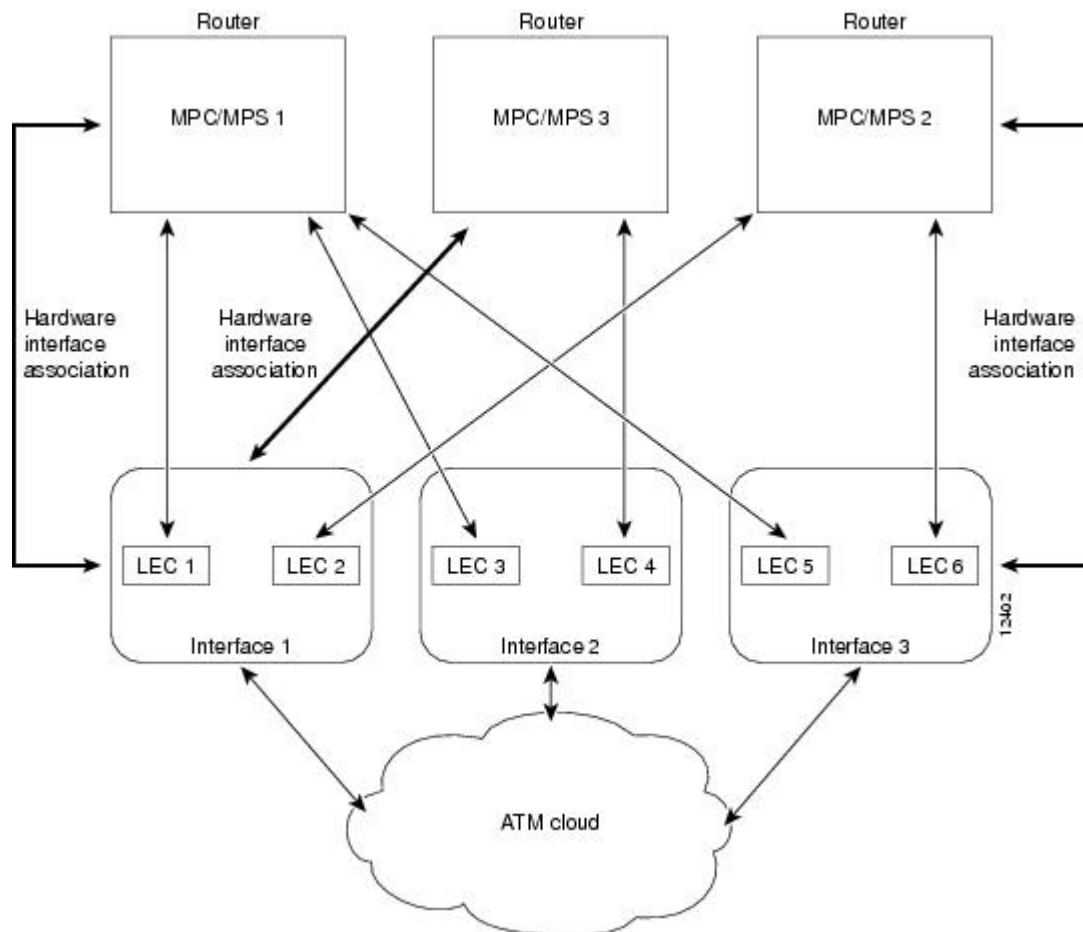 Router
Router
Router
MPC/MPS 1
MPC/MPS 3
MPC/MPS 2
Hardware
interface
association
Hardware
interface
association
Hardware
interface
association
LEC 1
LEC 2
LEC 3
LEC 4
LEC 5
LEC 6
Interface 1
Interface 2
Interface 3
12402
ATM cloud